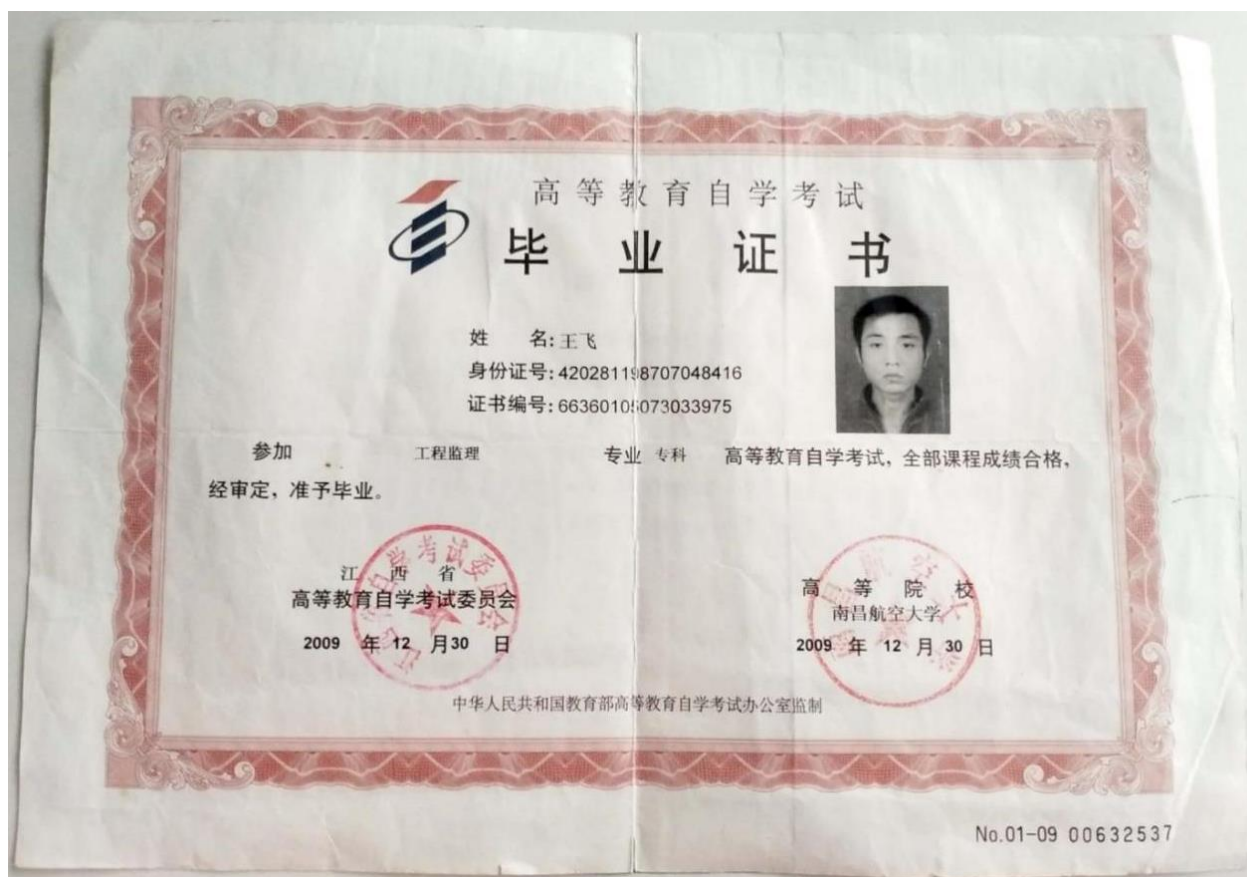 高等教育自学考试
毕业证书
姓 名:王飞
身份证号:420281198707048416
证书编号:66360105073033975
参加 工程监理 专业 专科 高等教育自学考试，全部课程成绩合格，
经审定，准予毕业。
江西省
高等教育自学考试委员会
2009 年 12 月30 日
高等院校
南昌航空大学
2009 年 12 月 30 日
中华人民共和国教育部高等教育自学考试办公室监制
No.01-09 00632537